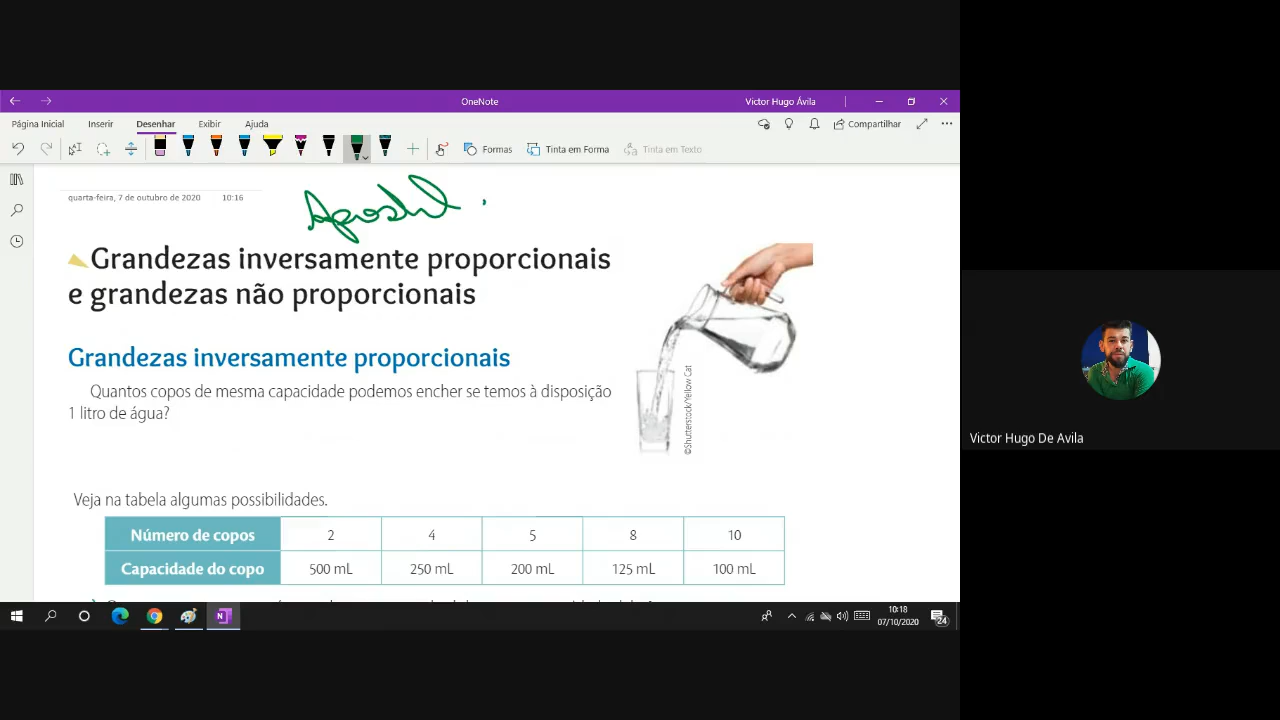 OneNote
Victor Hugo Ávila
Página Inicial Inserir Desenhar Exibir Ajuda
Compartilhar
Formas Tinta em Forma Tinta em Texto
quarta-feira, 7 de outubro de 2020 10:16
Grandezas inversamente proporcionais
e grandezas não proporcionais
Grandezas inversamente proporcionais
Quantos copos de mesma capacidade podemos encher se temos à disposição
1 litro de água?
©Shutterstock/Yellow Cat
Veja na tabela algumas possibilidades.
Número de copos 2 4 5 8 10
Capacidade do copo 500 mL 250 mL 200 mL 125 mL 100 mL
10:18
07/10/2020
24
Victor Hugo De Avila